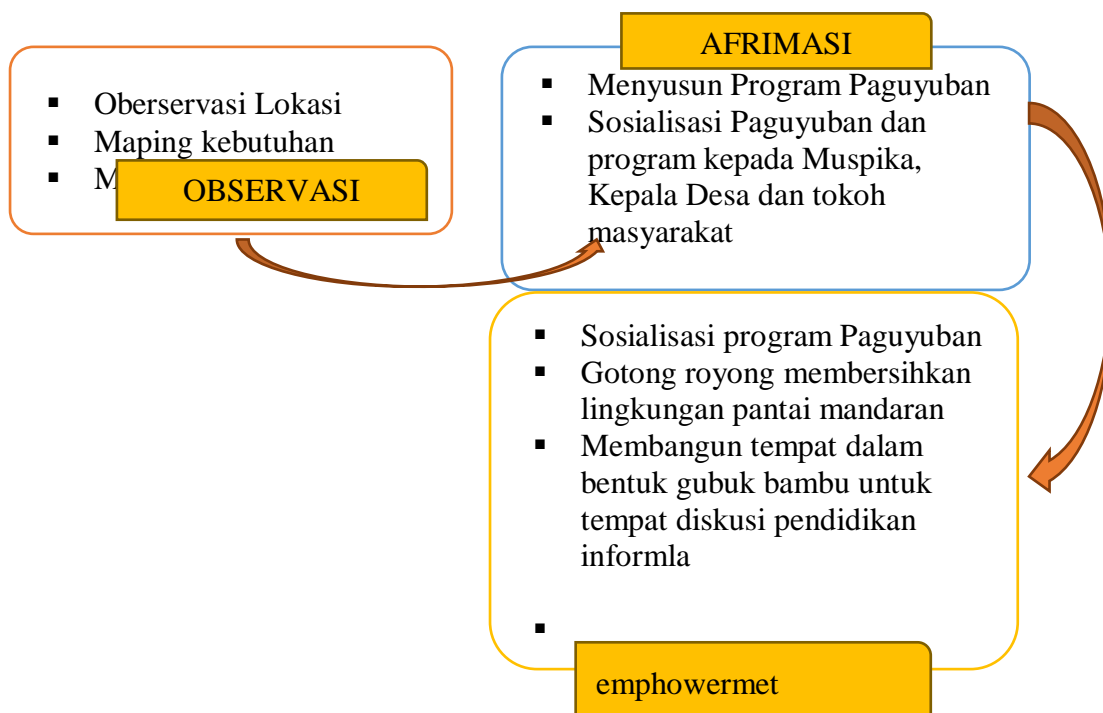 Oberservasi Lokasi
Maping kebutuhan
OBSERVASI
AFRIMASI
Menyusun Program Paguyuban
Sosialisasi Paguyuban dan
program kepada Muspika,
Kepala Desa dan tokoh
masyarakat
Sosialisasi program Paguyuban
Gotong royong membersihkan
lingkungan pantai mandaran
Membangun tempat dalam
bentuk gubuk bambu untuk
tempat diskusi pendidikan
informla
emphowermet